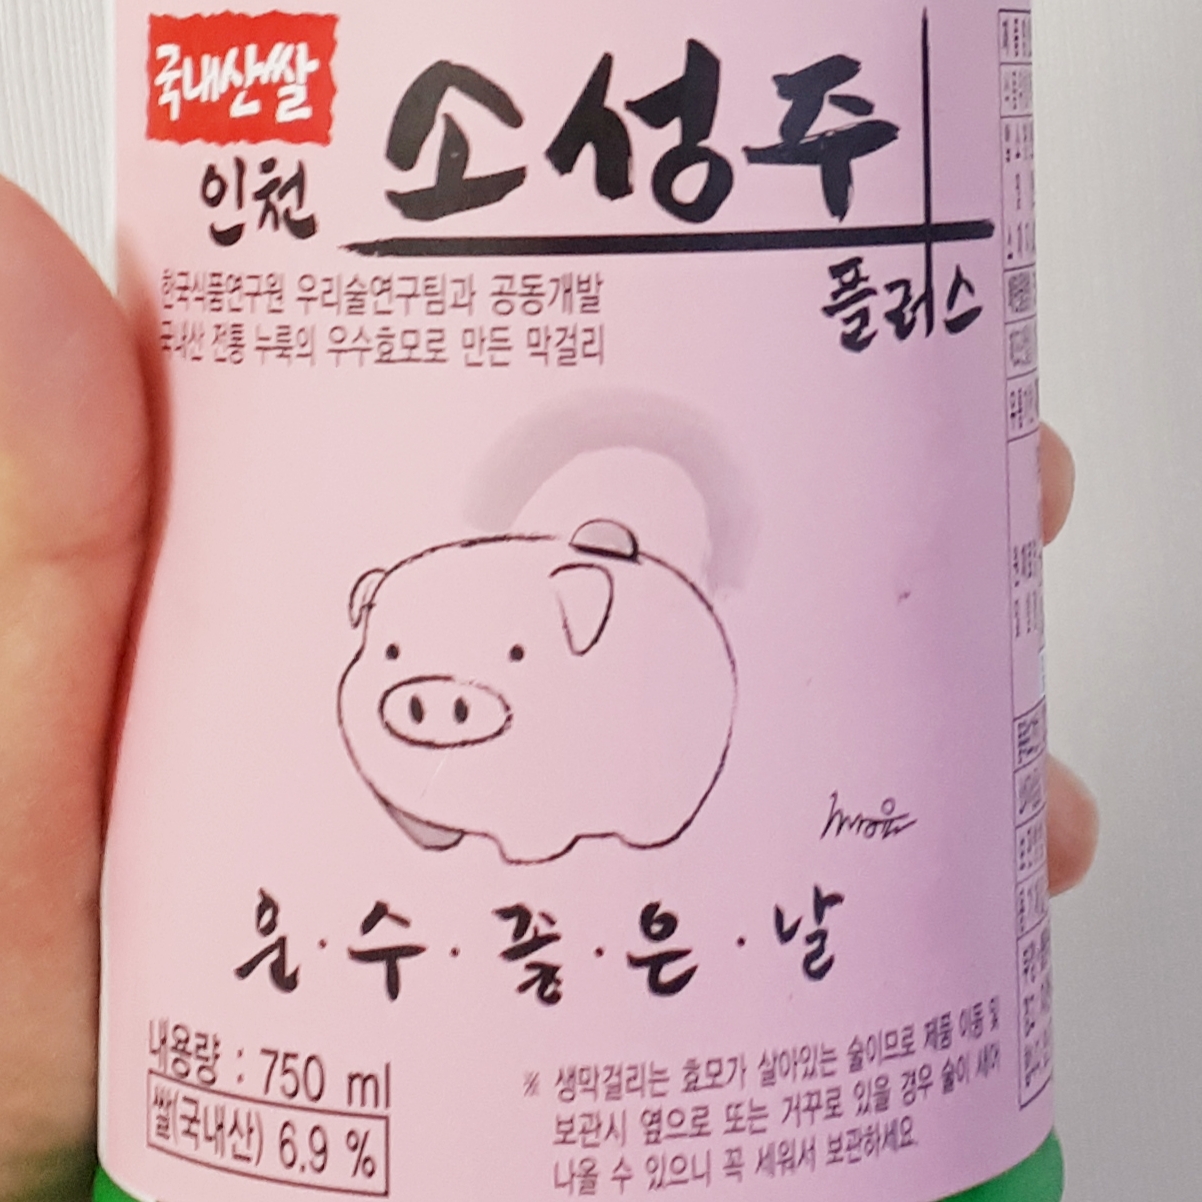 국내산쌀
인천
소성주
플러스
한국식품연구원 우리술연구팀과 공동개발
국내산 전통 누룩의 우수효모로 만든 막걸리
운·수·좋·은·날
내용량 : 750 ml
쌀(국내산) 6.9 %
※ 생막걸리는 효모가 살아있는 술이므로 제품 이동 및
보관시 옆으로 또는 거꾸로 있을 경우 술이 새어
나올 수 있으니 꼭 세워서 보관하세요.